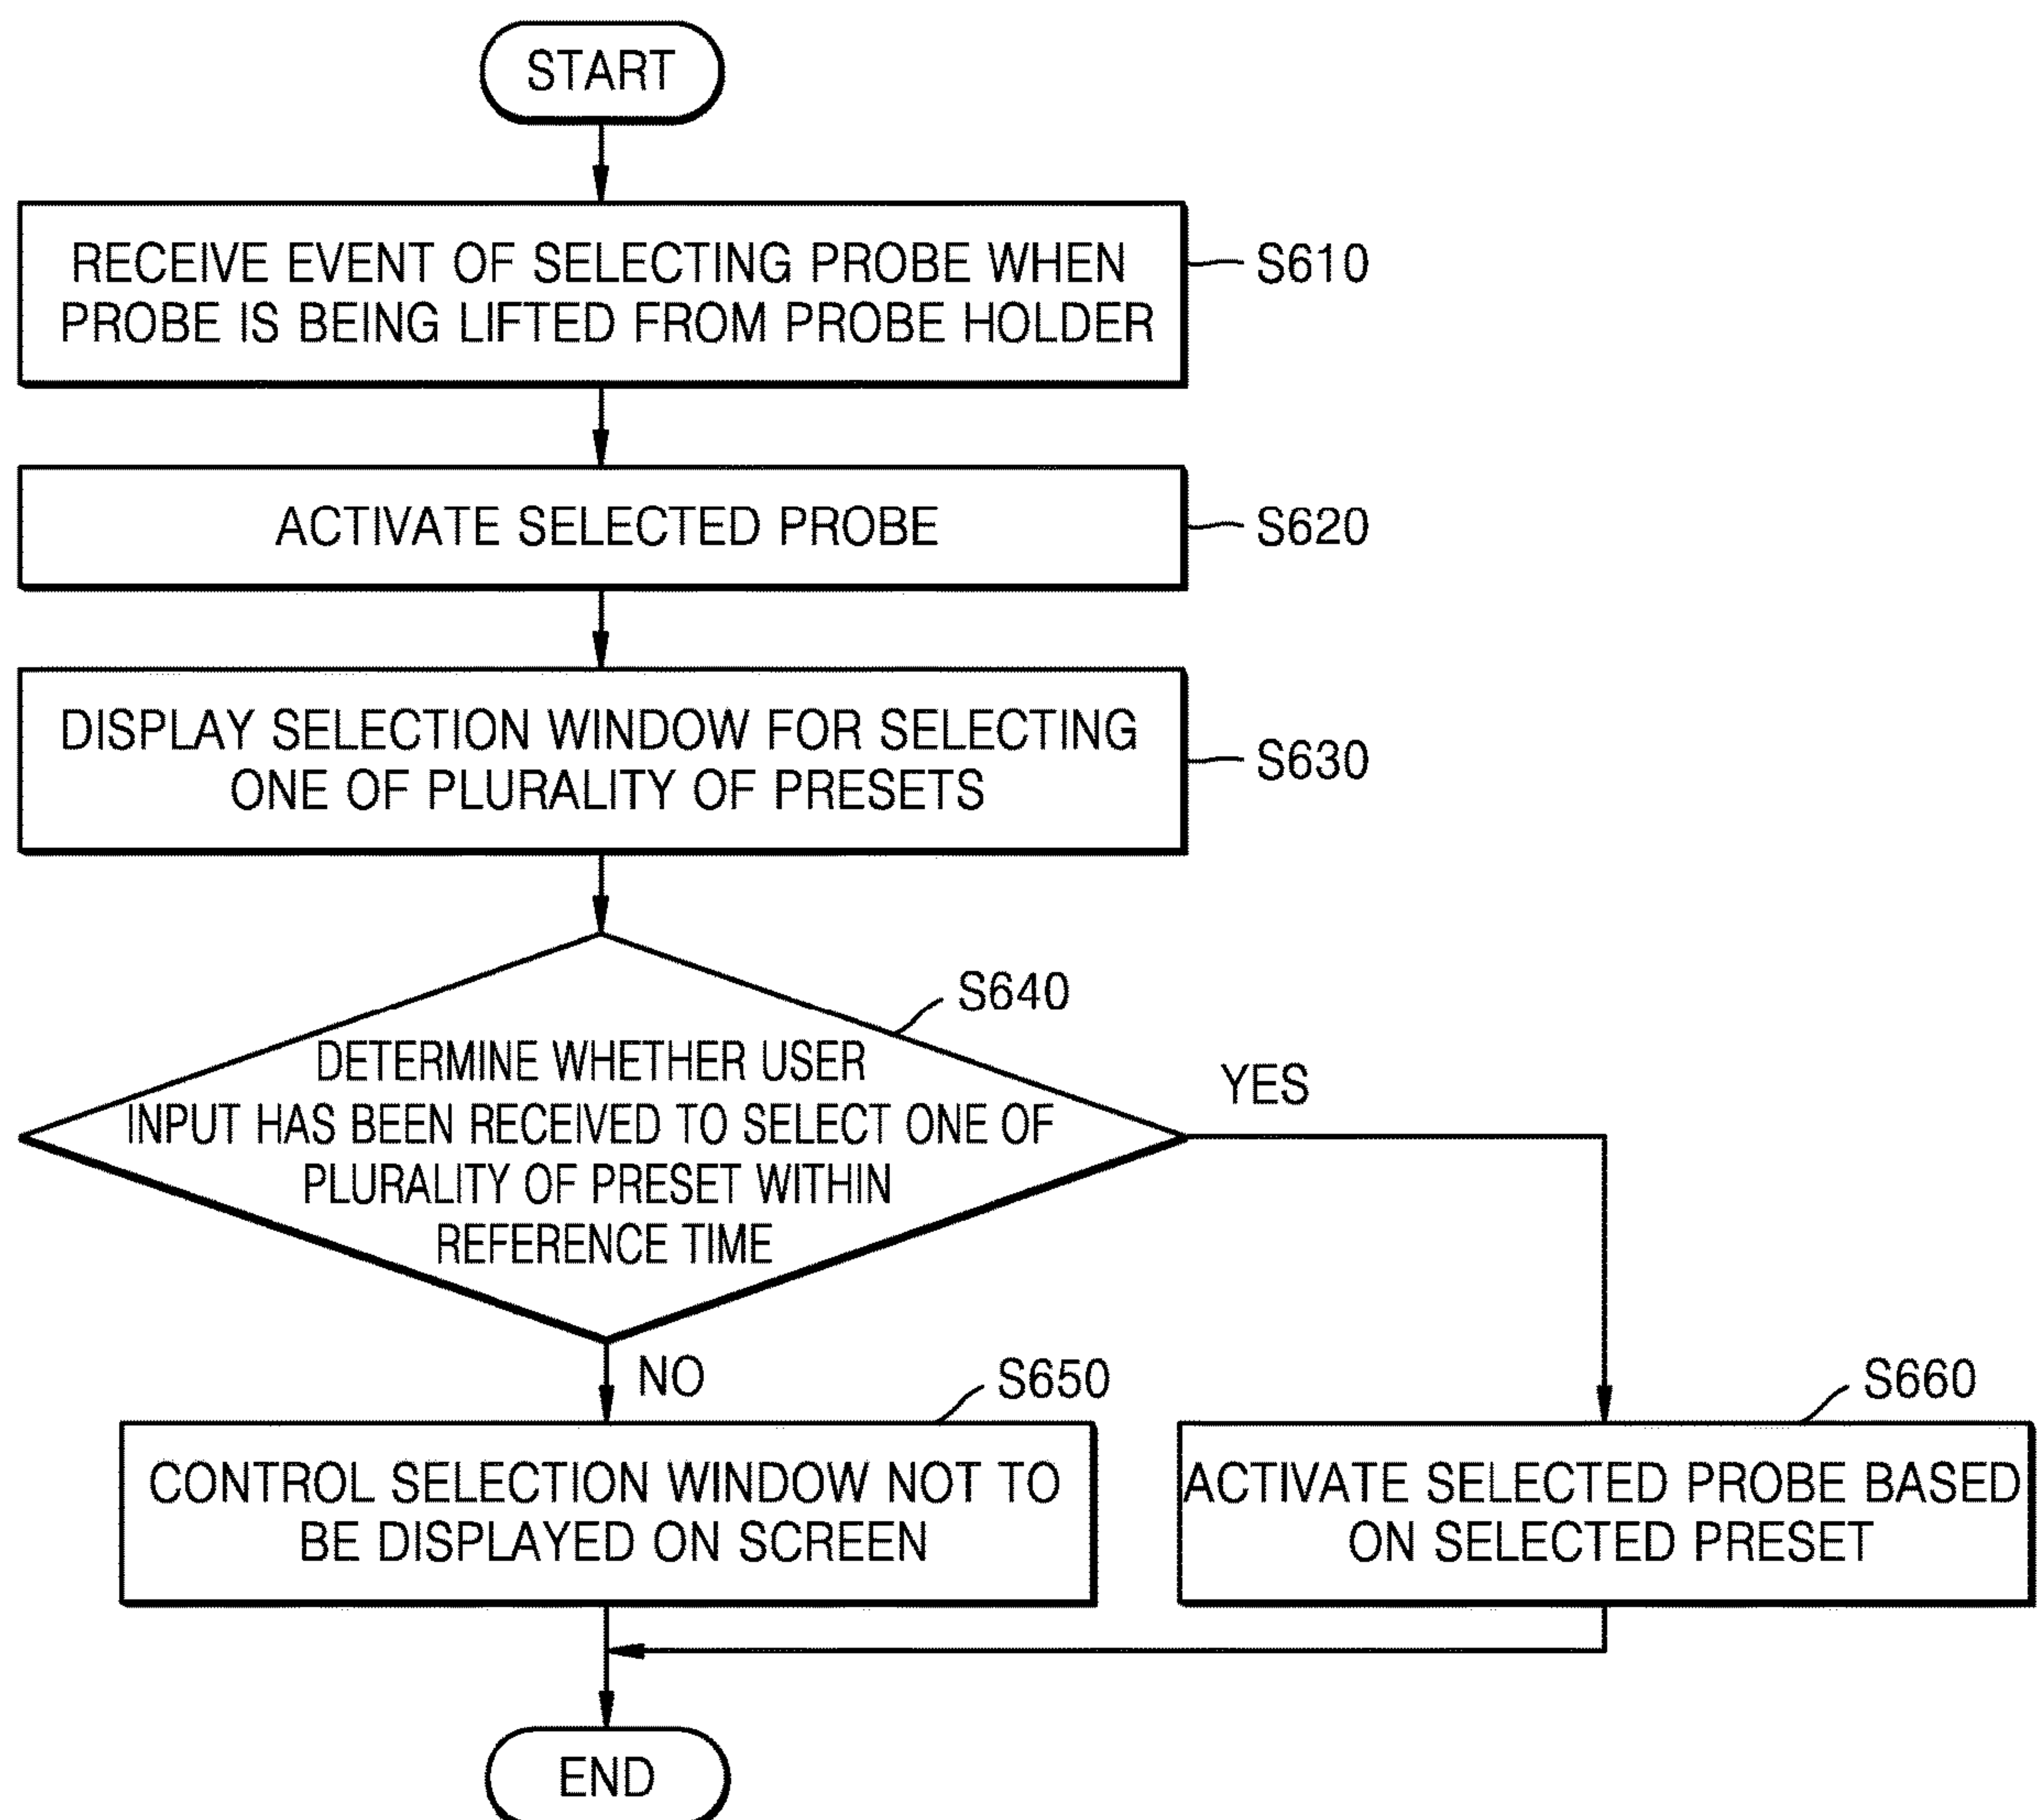 START
RECEIVE EVENT OF SELECTING PROBE WHEN
PROBE IS BEING LIFTED FROM PROBE HOLDER
S610
ACTIVATE SELECTED PROBE
S620
DISPLAY SELECTION WINDOW FOR SELECTING
ONE OF PLURALITY OF PRESETS
S630
S640
DETERMINE WHETHER USER
INPUT HAS BEEN RECEIVED TO SELECT ONE OF
PLURALITY OF PRESET WITHIN
REFERENCE TIME
YES
NO
S650
CONTROL SELECTION WINDOW NOT TO
BE DISPLAYED ON SCREEN
S660
ACTIVATE SELECTED PROBE BASED
ON SELECTED PRESET
END